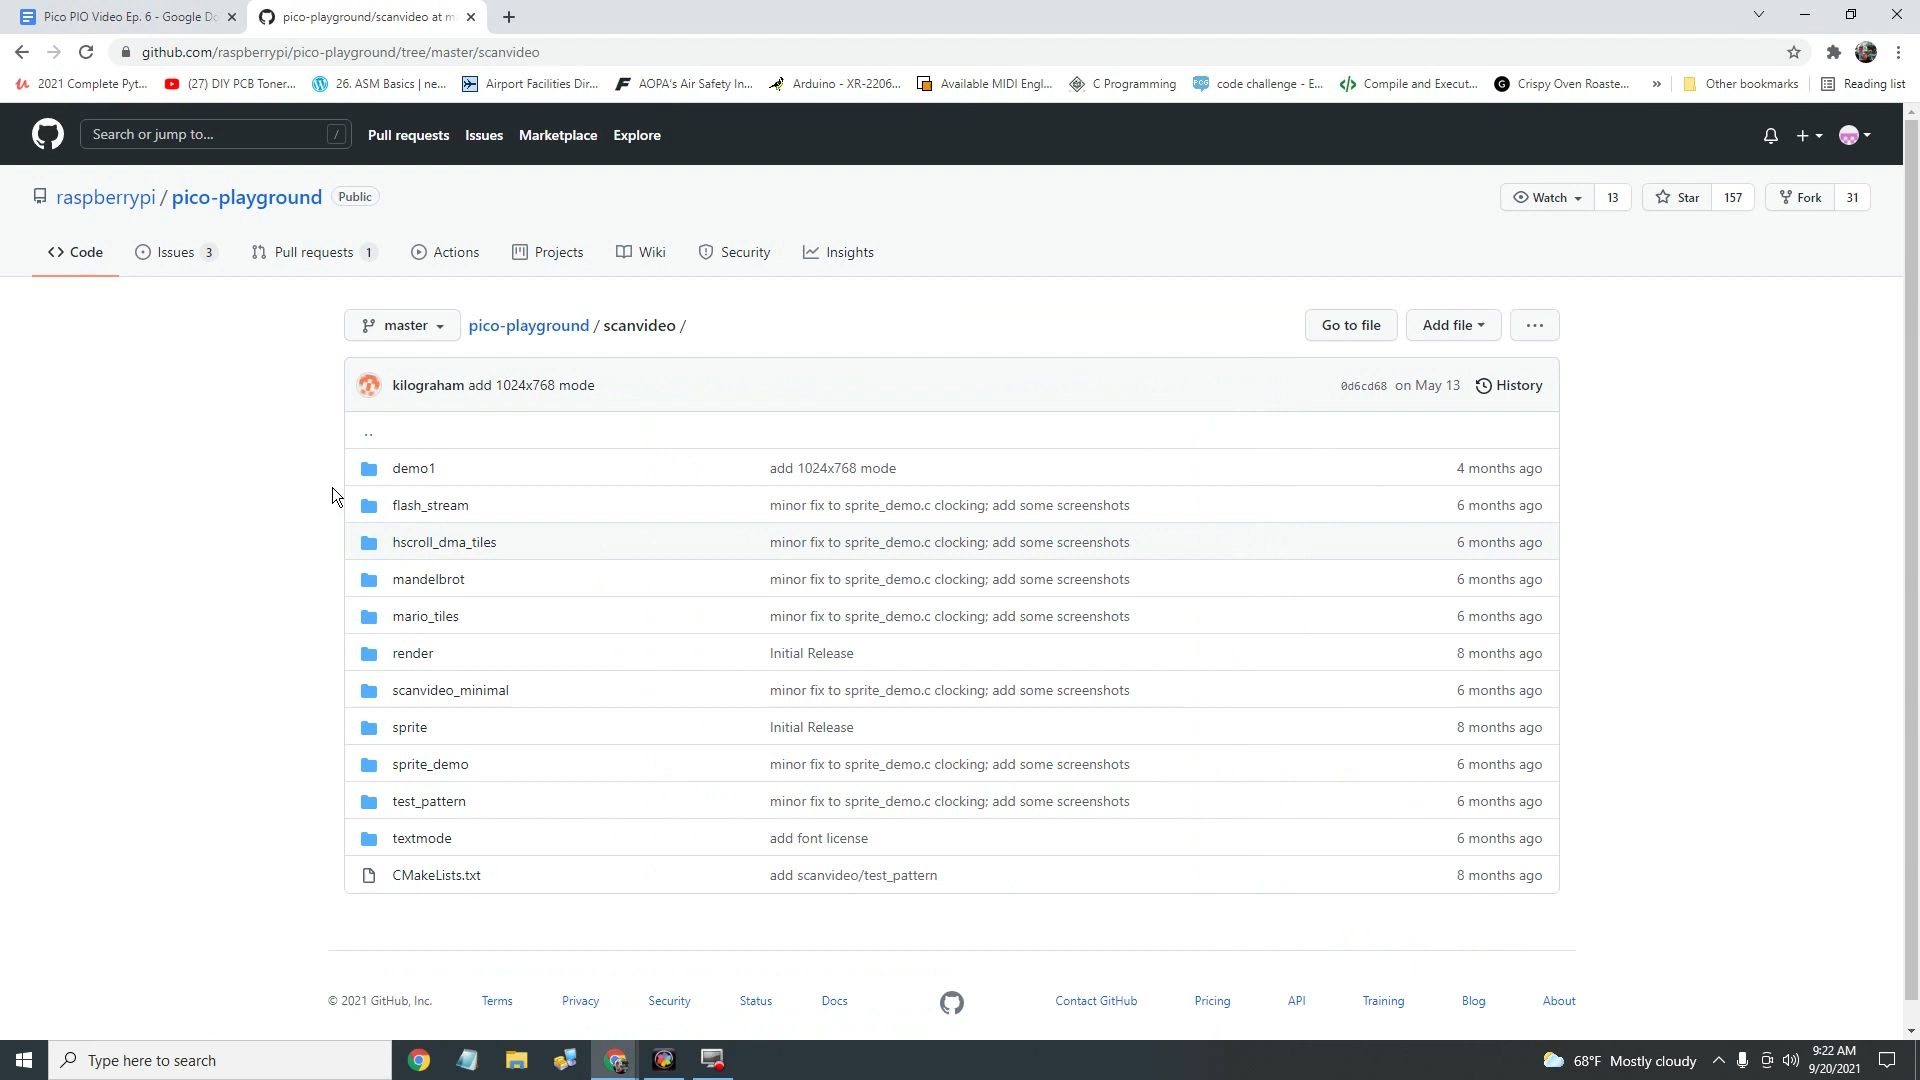 Pico PIO Video Ep. 6 - Google Do
pico-playground/scanvideo at m
github.com/raspberrypi/pico-playground/tree/master/scanvideo
2021 Complete Pyt...
(27) DIY PCB Toner...
26. ASM Basics | ne...
Airport Facilities Dir...
AOPA's Air Safety In...
Arduino - XR-2206...
Available MIDI Engl...
C Programming
code challenge - E...
Compile and Execut...
Crispy Oven Roaste...
»
Other bookmarks
Reading list
Search or jump to...
/
Pull requests
Issues
Marketplace
Explore
raspberrypi / pico-playground
Public
Watch
13
Star
157
Fork
31
Code
Issues 3
Pull requests 1
Actions
Projects
Wiki
Security
Insights
master
pico-playground / scanvideo /
Go to file
Add file
...
kilograham add 1024x768 mode
0d6cd68 on May 13
History
..
demo1 add 1024x768 mode 4 months ago
flash_stream minor fix to sprite_demo.c clocking; add some screenshots 6 months ago
hscroll_dma_tiles minor fix to sprite_demo.c clocking; add some screenshots 6 months ago
mandelbrot minor fix to sprite_demo.c clocking; add some screenshots 6 months ago
mario_tiles minor fix to sprite_demo.c clocking; add some screenshots 6 months ago
render Initial Release 8 months ago
scanvideo_minimal minor fix to sprite_demo.c clocking; add some screenshots 6 months ago
sprite Initial Release 8 months ago
sprite_demo minor fix to sprite_demo.c clocking; add some screenshots 6 months ago
test_pattern minor fix to sprite_demo.c clocking; add some screenshots 6 months ago
textmode add font license 6 months ago
CMakeLists.txt add scanvideo/test_pattern 8 months ago
© 2021 GitHub, Inc.
Terms
Privacy
Security
Status
Docs
Contact GitHub
Pricing
API
Training
Blog
About
Type here to search
68°F Mostly cloudy
9:22 AM
9/20/2021